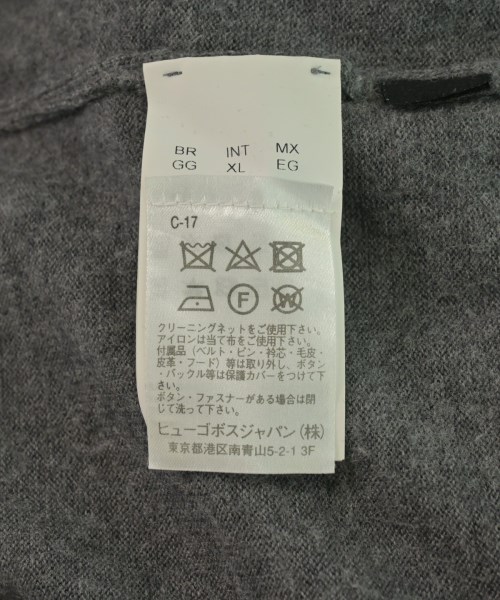 BR INT MX
GG XL EG
C-17
F
W
クリーニングネットをご使用下さい。
アイロンは当て布をご使用下さい。
付属品（ベルト・ピン・衿芯・毛皮・
皮革・フード）等は取り外し、ボタン
・バックル等は保護カバーをつけて下
さい。
ボタン・ファスナーがある場合は閉
じて洗って下さい。
ヒューゴボスジャパン（株）
東京都港区南青山5-2-1 3F